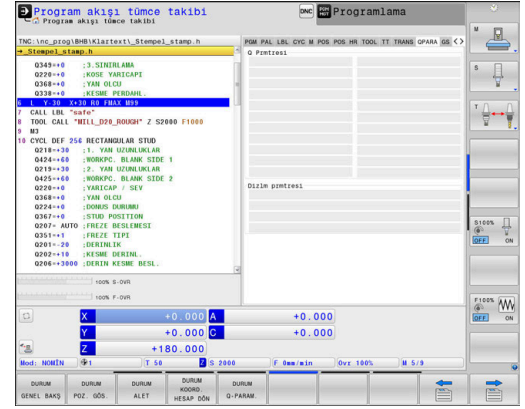 Program akışı tümce takibi
Program akışı tümce takibi
DNC
Programlama
TNC:\nc_prog\BHB\Klartext\_Stempel_stamp.h
→_Stempel_stamp.h
Q349=+0 ;3.SINIRLAMA
Q220=+0 ;KOSE YARICAPI
Q368=+0 ;YAN OLCU
Q338=+0 ;KESME PERDAHL.
6 L Y-30 X+30 R0 FMAX M99
7 CALL LBL "safe"
8 TOOL CALL "MILL_D20_ROUGH" Z S2000 F1000
9 M3
10 CYCL DEF 256 RECTANGULAR STUD
Q218=+30 ;1. YAN UZUNLUKLAR
Q424=+60 ;WORKPC. BLANK SIDE 1
Q219=+30 ;2. YAN UZUNLUKLAR
Q425=+60 ;WORKPC. BLANK SIDE 2
Q220=+0 ;YARICAP / SEV
Q368=+0 ;YAN OLCU
Q224=+0 ;DONUS DURUMU
Q367=+0 ;STUD POSITION
Q207= AUTO ;FREZE BESLEMESI
Q351=+1 ;FREZE TIPI
Q201=-20 ;DERINLIK
Q202=+10 ;KESME DERINL.
Q206=+3000 ;DERIN KESME BESL.
100% S-OVR
100% F-OVR
PGM PAL LBL CYC M POS POS HR TOOL TT TRANS QPARA GS
Q Prmtresi
Dizim prmtresi
X +0.000 A +0.000
Y +0.000 C +0.000
Z +180.000
Mod: NOMİN 1 T 50 Z S 2000 F 0mm/min Ovr 100% M 5/9
DURUM GENEL BAKŞ
DURUM POZ. GÖS.
DURUM ALET
DURUM KOORD. HESAP DÖN
DURUM Q-PARAM.
M
S
T
S100%
OFF ON
F100%
OFF ON